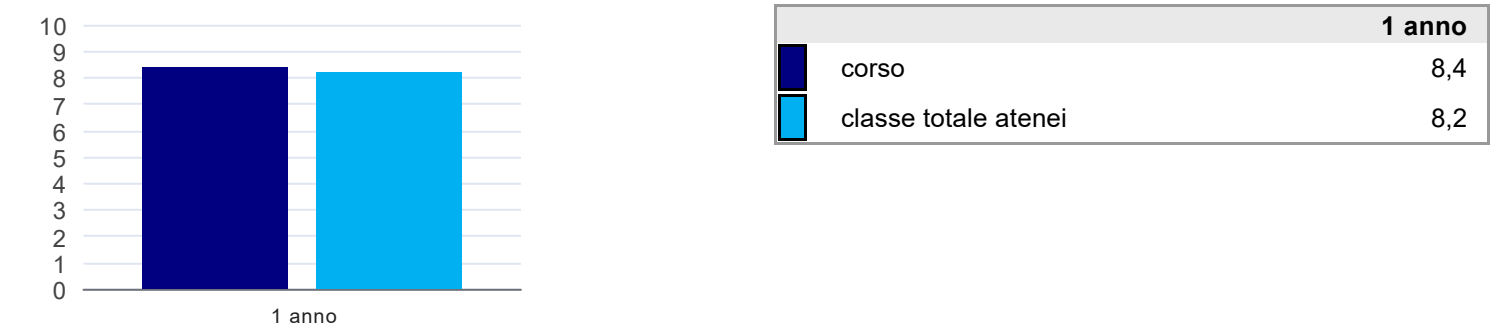 10
9
8
7
6
5
4
3
2
1
0
1 anno
1 anno
corso 8,4
classe totale atenei 8,2